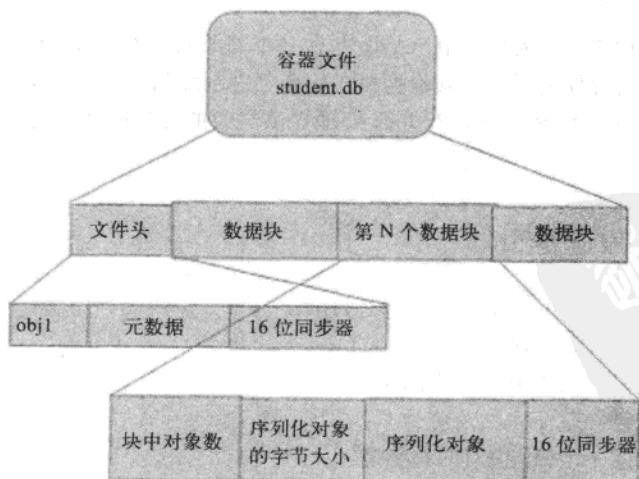 容器文件
student.db
文件头
数据块
第 N 个数据块
数据块
obj1
元数据
16 位同步器
块中对象数
序列化对象
的字节大小
序列化对象
16 位同步器